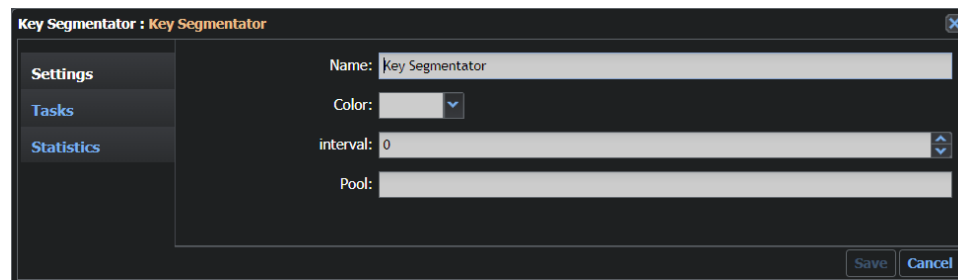 Key Segmentator : Key Segmentator
Settings
Tasks
Statistics
Name: Key Segmentator
Color:
interval: 0
Pool:
Save Cancel